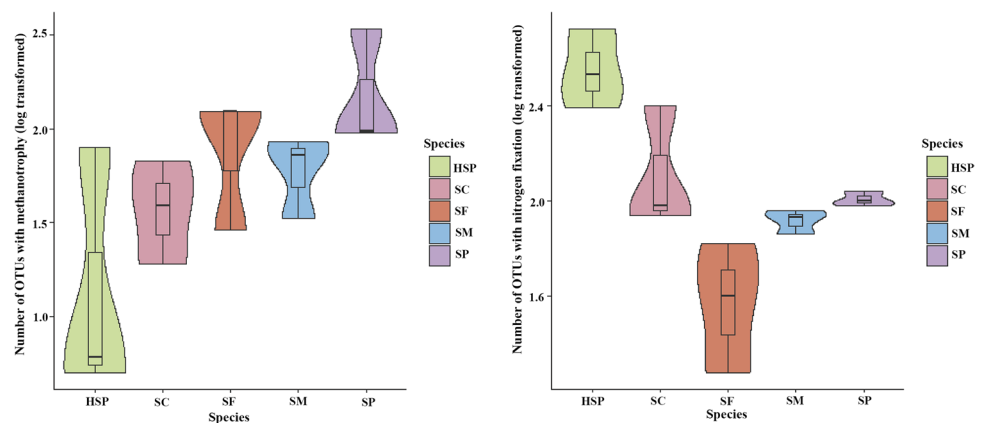 Number of OTUs with methanotrophy (log transformed)
2.5
2.0
1.5
1.0
HSP SC SF SM SP
Species
Species
HSP
SC
SF
SM
SP
Number of OTUs with nitrogen fixation (log transformed)
2.4
2.0
1.6
HSP SC SF SM SP
Species
Species
HSP
SC
SF
SM
SP